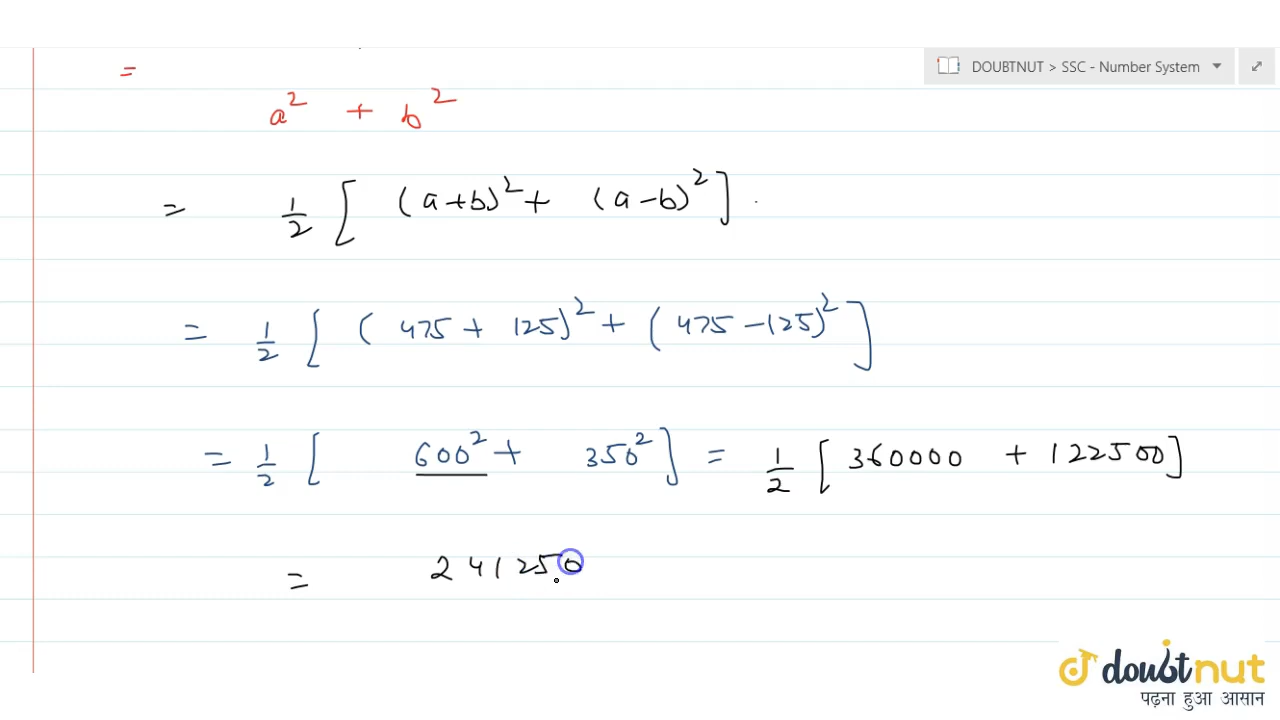 DOUBTNUT > SSC - Number System
=
a² + b²
= 1/2 [ (a+b)² + (a-b)² ] .
= 1/2 [ ( 475 + 125)² + ( 475 - 125)² ]
= 1/2 [ 600² + 350² ] = 1/2 [ 360000 + 122500 ]
= 241250
doubtnut
पढ़ना हुआ आसान